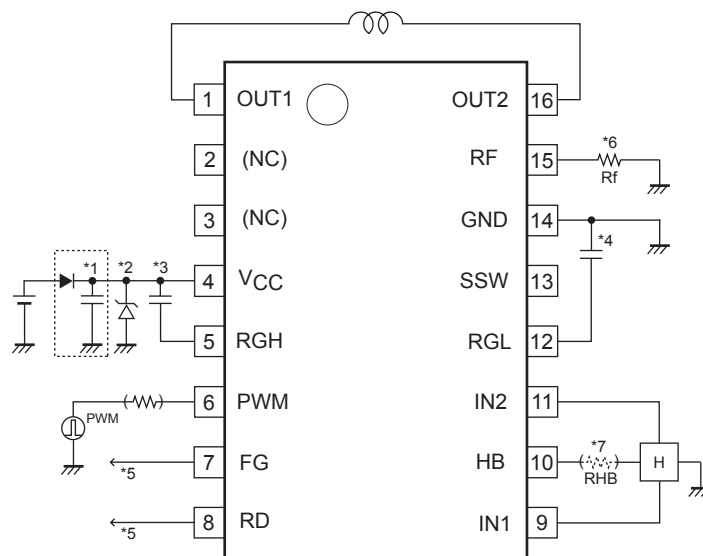 1 OUT1 OUT2 16
*6
2 (NC) RF 15
Rf
3 (NC) GND 14
*4
*1 *2 *3
4 VCC SSW 13
5 RGH RGL 12
6 PWM IN2 11
PWM
*7
7 FG HB 10 H
*5 RHB
8 RD IN1 9
*5